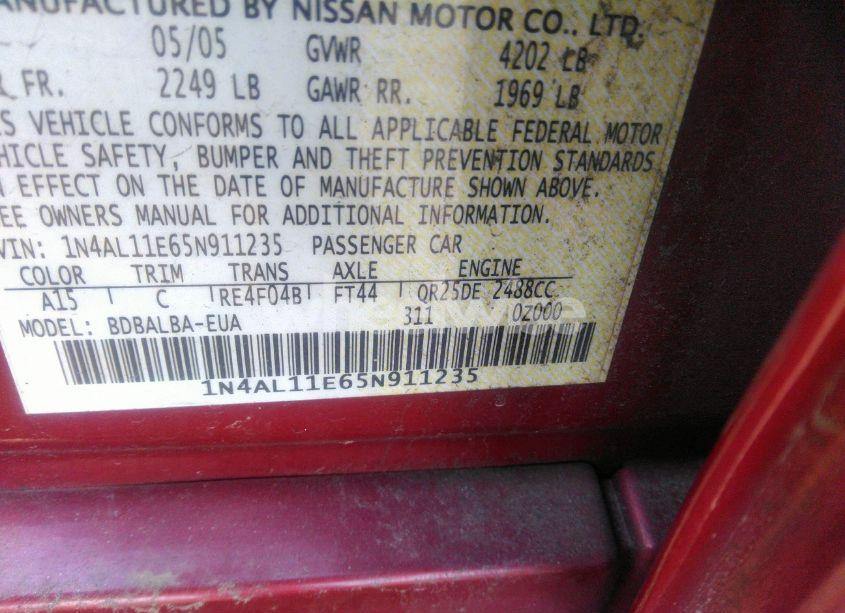 ANUFACTURED BY NISSAN MOTOR CO., LTD.
05/05 GVWR 4202 LB
R FR. 2249 LB GAWR RR. 1969 LB
IS VEHICLE CONFORMS TO ALL APPLICABLE FEDERAL MOTOR
HICLE SAFETY, BUMPER AND THEFT PREVENTION STANDARDS
N EFFECT ON THE DATE OF MANUFACTURE SHOWN ABOVE.
EE OWNERS MANUAL FOR ADDITIONAL INFORMATION.
VIN: 1N4AL11E65N911235 PASSENGER CAR
COLOR TRIM TRANS AXLE ENGINE
A15 C RE4F04B FT44 QR25DE 2488CC
MODEL: BDBALBA-EUA 311 0Z000
1N4AL11E65N911235